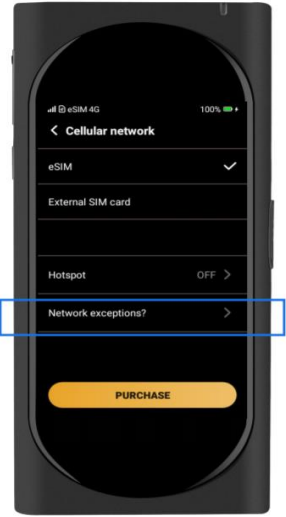 eSIM 4G 100%
Cellular network
eSIM
External SIM card
Hotspot OFF
Network exceptions?
PURCHASE